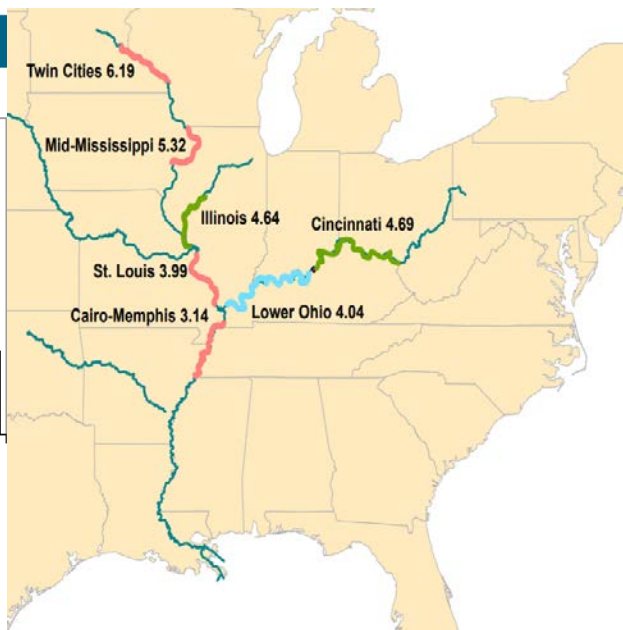 Twin Cities 6.19
Mid-Mississippi 5.32
Illinois 4.64
Cincinnati 4.69
St. Louis 3.99
Cairo-Memphis 3.14
Lower Ohio 4.04